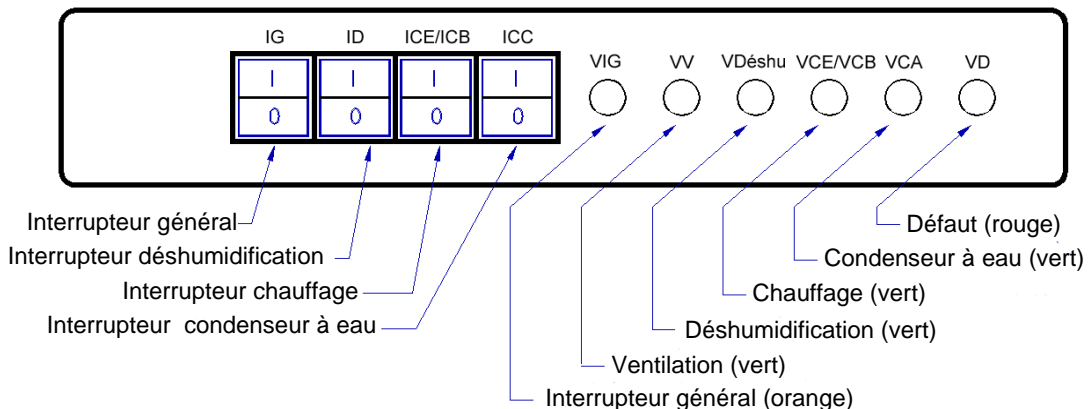 IG ID ICE/ICB ICC
VIG VV VDéshu VCE/VCB VCA VD
I I I I
0 0 0 0
Interrupteur général
Défaut (rouge)
Interrupteur déshumidification
Condenseur à eau (vert)
Interrupteur chauffage
Chauffage (vert)
Interrupteur condenseur à eau
Déshumidification (vert)
Ventilation (vert)
Interrupteur général (orange)